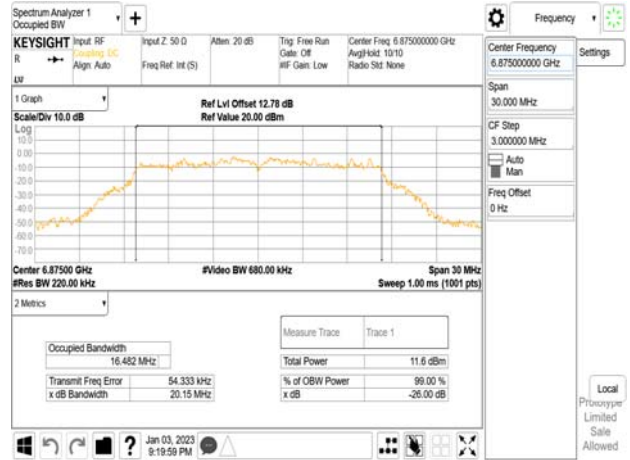 Spectrum Analyzer 1
Occupied BW
Frequency
KEYSIGHT
Input: RF
Coupling: DC
Align: Auto
Input Z: 50 Ω
Freq Ref: Int (S)
Atten: 20 dB
Trig: Free Run
Gate: Off
#IF Gain: Low
Center Freq: 6.875000000 GHz
Avg|Hold: 10/10
Radio Std: None
R
LXI
1 Graph
Scale/Div 10.0 dB
Ref Lvl Offset 12.78 dB
Ref Value 20.00 dBm
Log
10.0
0.00
-10.0
-20.0
-30.0
-40.0
-50.0
-60.0
-70.0
Center 6.87500 GHz
#Res BW 220.00 kHz
#Video BW 680.00 kHz
Span 30 MHz
Sweep 1.00 ms (1001 pts)
2 Metrics
Measure Trace Trace 1
Occupied Bandwidth
16.482 MHz
Total Power 11.6 dBm
Transmit Freq Error 54.333 kHz
% of OBW Power 99.00 %
x dB Bandwidth 20.15 MHz
x dB -26.00 dB
Jan 03, 2023
9:19:59 PM
Center Frequency
6.875000000 GHz
Settings
Span
30.000 MHz
CF Step
3.000000 MHz
Auto
Man
Freq Offset
0 Hz
Local
Prototype
Limited
Sale
Allowed